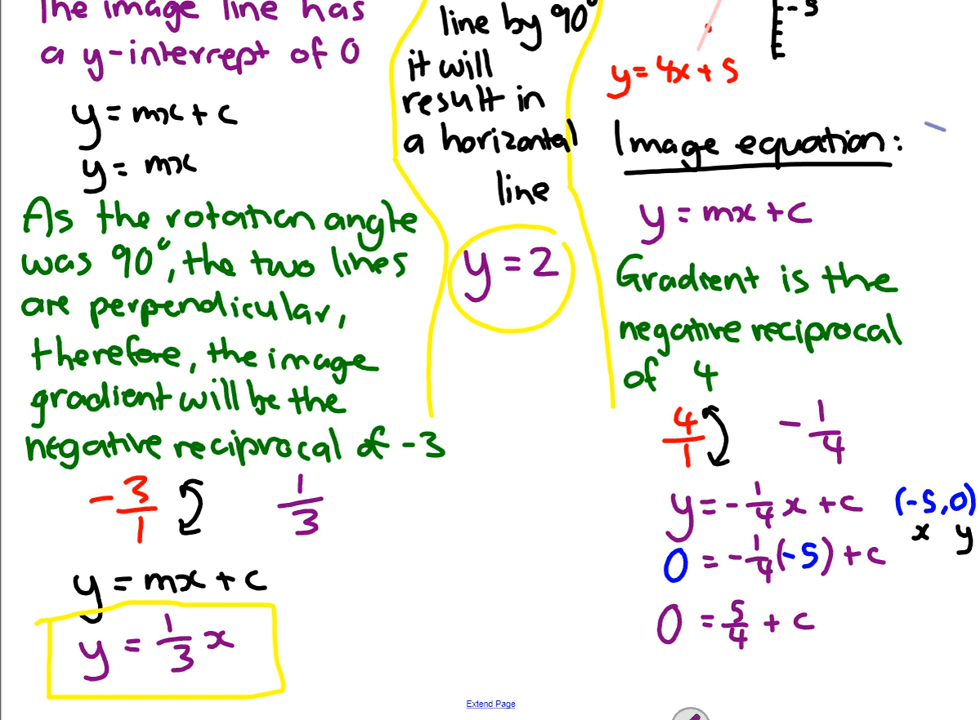 The image line has
a y-intercept of 0
y = mx + c
y = mx
As the rotation angle
was 90°, the two lines
are perpendicular,
therefore, the image
gradient will be the
negative reciprocal of -3
-3/1 1/3
y = mx + c
y = 1/3 x
line by 90°
it will
result in
a horizontal
line
y = 2
-5
y = 4x + 5
Image equation:
y = mx + c
Gradient is the
negative reciprocal
of 4
4/1 -1/4
y = -1/4 x + c (-5,0)
x y
0 = -1/4(-5) + c
0 = 5/4 + c
Extend Page